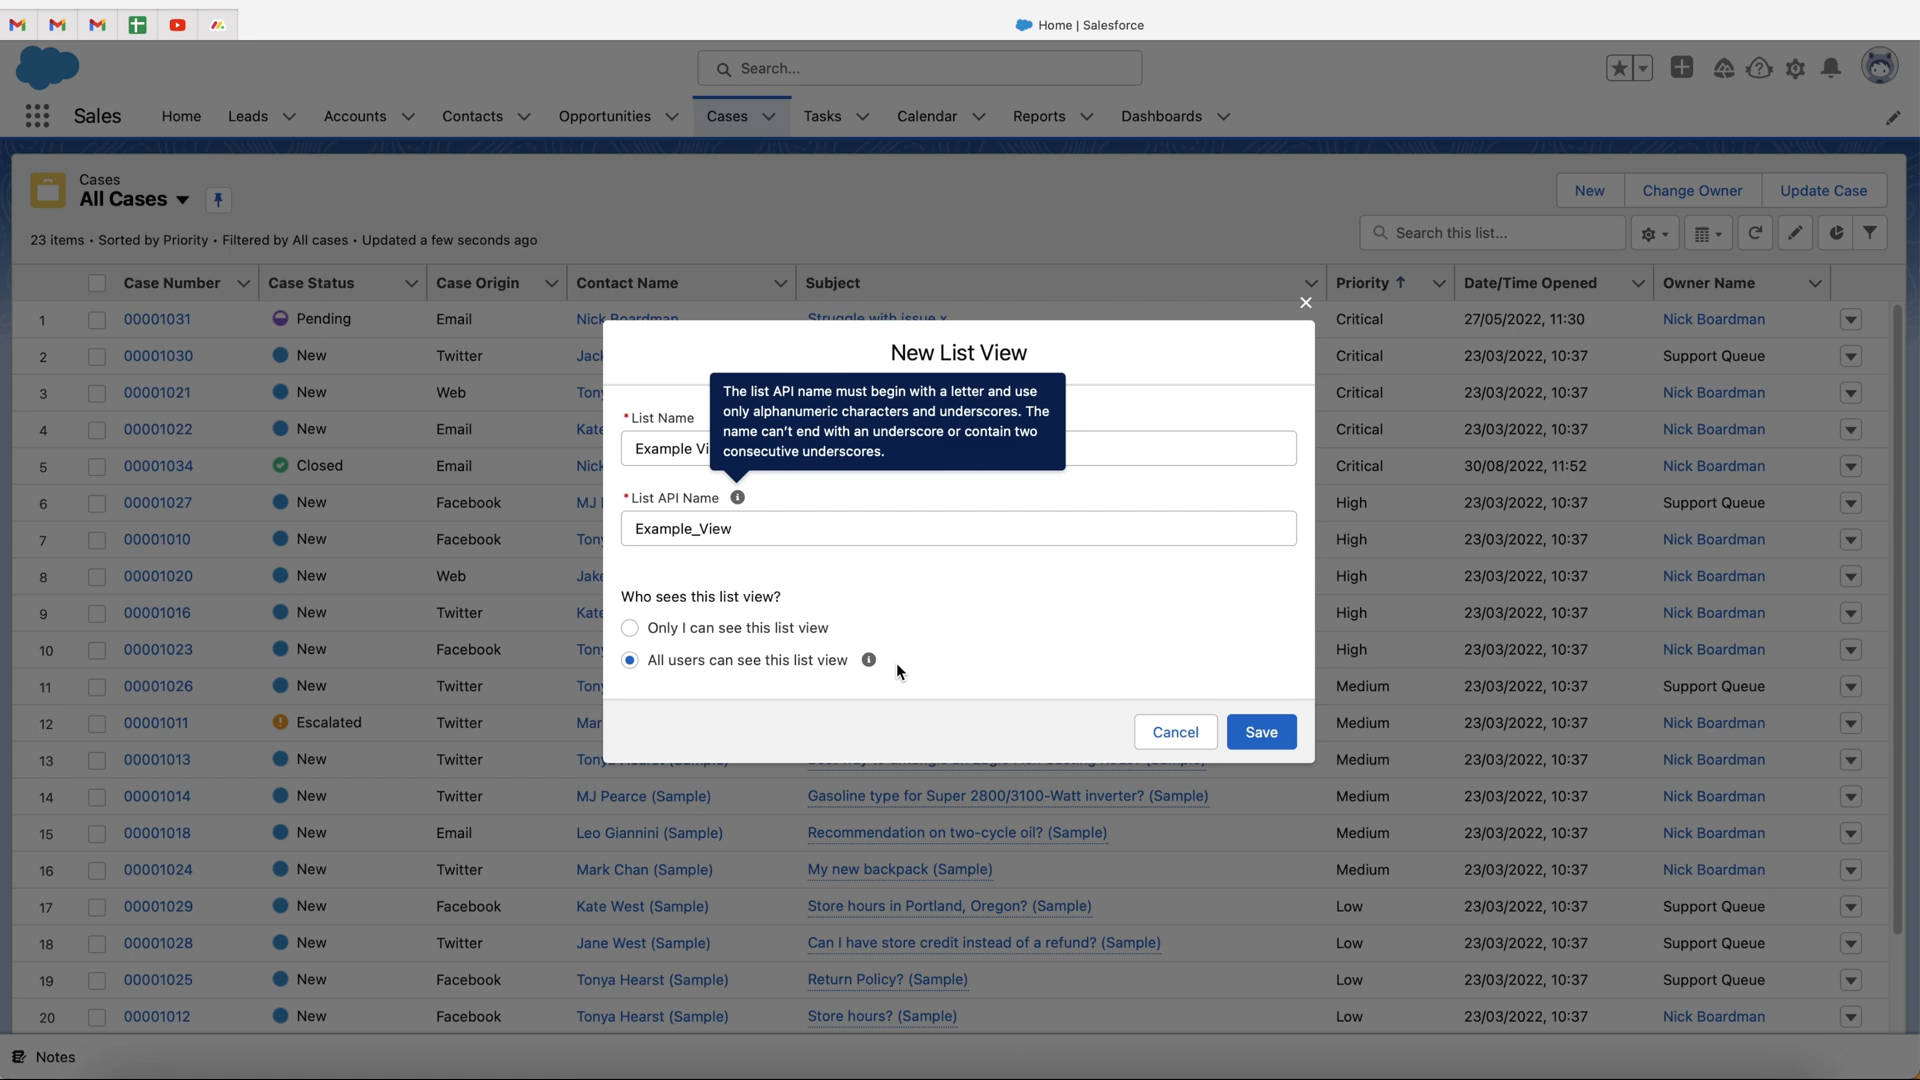 Home | Salesforce
Search...
Sales Home Leads Accounts Contacts Opportunities Cases Tasks Calendar Reports Dashboards
Cases
All Cases
New Change Owner Update Case
23 items • Sorted by Priority • Filtered by All cases • Updated a few seconds ago
Search this list...
Case Number Case Status Case Origin Contact Name Subject Priority Date/Time Opened Owner Name
1 00001031 Pending Email Nick Boardman Struggle with issue x Critical 27/05/2022, 11:30 Nick Boardman
2 00001030 New Twitter Critical 23/03/2022, 10:37 Support Queue
3 00001021 New Web Critical 23/03/2022, 10:37 Nick Boardman
4 00001022 New Email Critical 23/03/2022, 10:37 Nick Boardman
5 00001034 Closed Email Critical 30/08/2022, 11:52 Nick Boardman
6 00001027 New Facebook MJ High 23/03/2022, 10:37 Support Queue
7 00001010 New Facebook High 23/03/2022, 10:37 Nick Boardman
8 00001020 New Web High 23/03/2022, 10:37 Nick Boardman
9 00001016 New Twitter High 23/03/2022, 10:37 Nick Boardman
10 00001023 New Facebook High 23/03/2022, 10:37 Nick Boardman
11 00001026 New Twitter Medium 23/03/2022, 10:37 Support Queue
12 00001011 Escalated Twitter Medium 23/03/2022, 10:37 Nick Boardman
13 00001013 New Twitter Medium 23/03/2022, 10:37 Nick Boardman
14 00001014 New Twitter MJ Pearce (Sample) Gasoline type for Super 2800/3100-Watt inverter? (Sample) Medium 23/03/2022, 10:37 Nick Boardman
15 00001018 New Email Leo Giannini (Sample) Recommendation on two-cycle oil? (Sample) Medium 23/03/2022, 10:37 Nick Boardman
16 00001024 New Twitter Mark Chan (Sample) My new backpack (Sample) Medium 23/03/2022, 10:37 Nick Boardman
17 00001029 New Facebook Kate West (Sample) Store hours in Portland, Oregon? (Sample) Low 23/03/2022, 10:37 Support Queue
18 00001028 New Twitter Jane West (Sample) Can I have store credit instead of a refund? (Sample) Low 23/03/2022, 10:37 Support Queue
19 00001025 New Facebook Tonya Hearst (Sample) Return Policy? (Sample) Low 23/03/2022, 10:37 Support Queue
20 00001012 New Facebook Tonya Hearst (Sample) Store hours? (Sample) Low 23/03/2022, 10:37 Nick Boardman
New List View
The list API name must begin with a letter and use
only alphanumeric characters and underscores. The
name can't end with an underscore or contain two
consecutive underscores.
*List Name
Example Vi
*List API Name
Example_View
Who sees this list view?
Only I can see this list view
All users can see this list view
Cancel Save
Notes